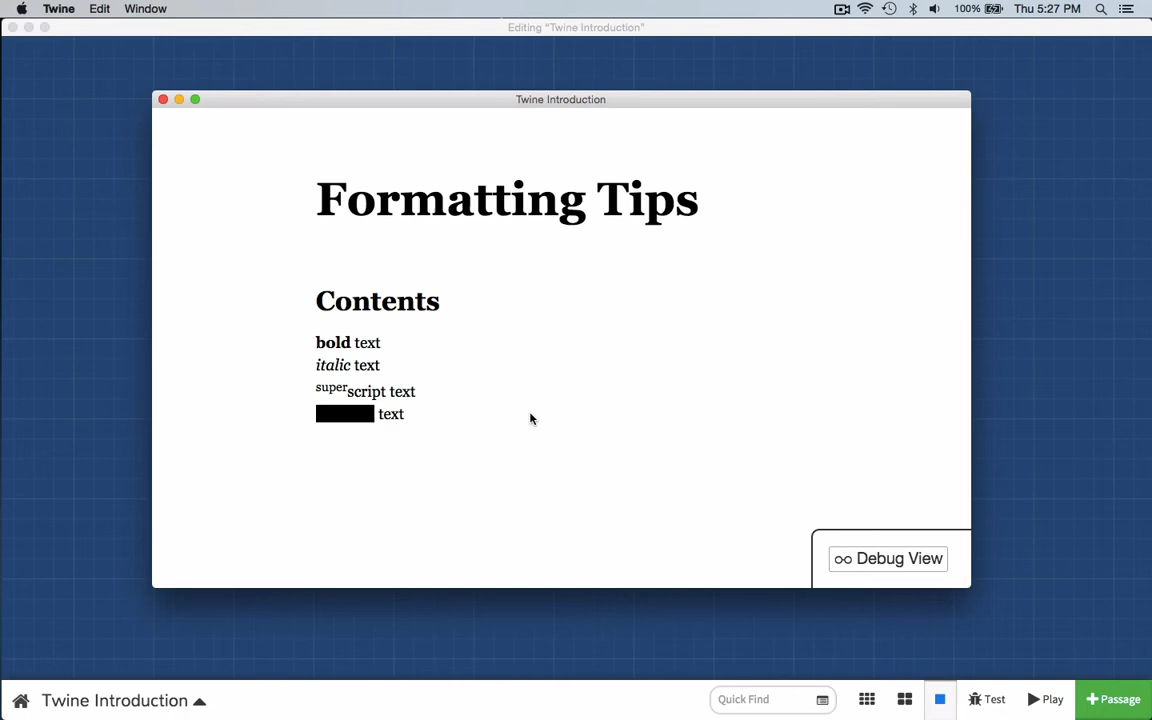 Twine Edit Window 100% Thu 5:27 PM
Editing "Twine Introduction"
Twine Introduction
Formatting Tips
Contents
bold text
italic text
superscript text
text
Debug View
Twine Introduction Quick Find Test Play +Passage